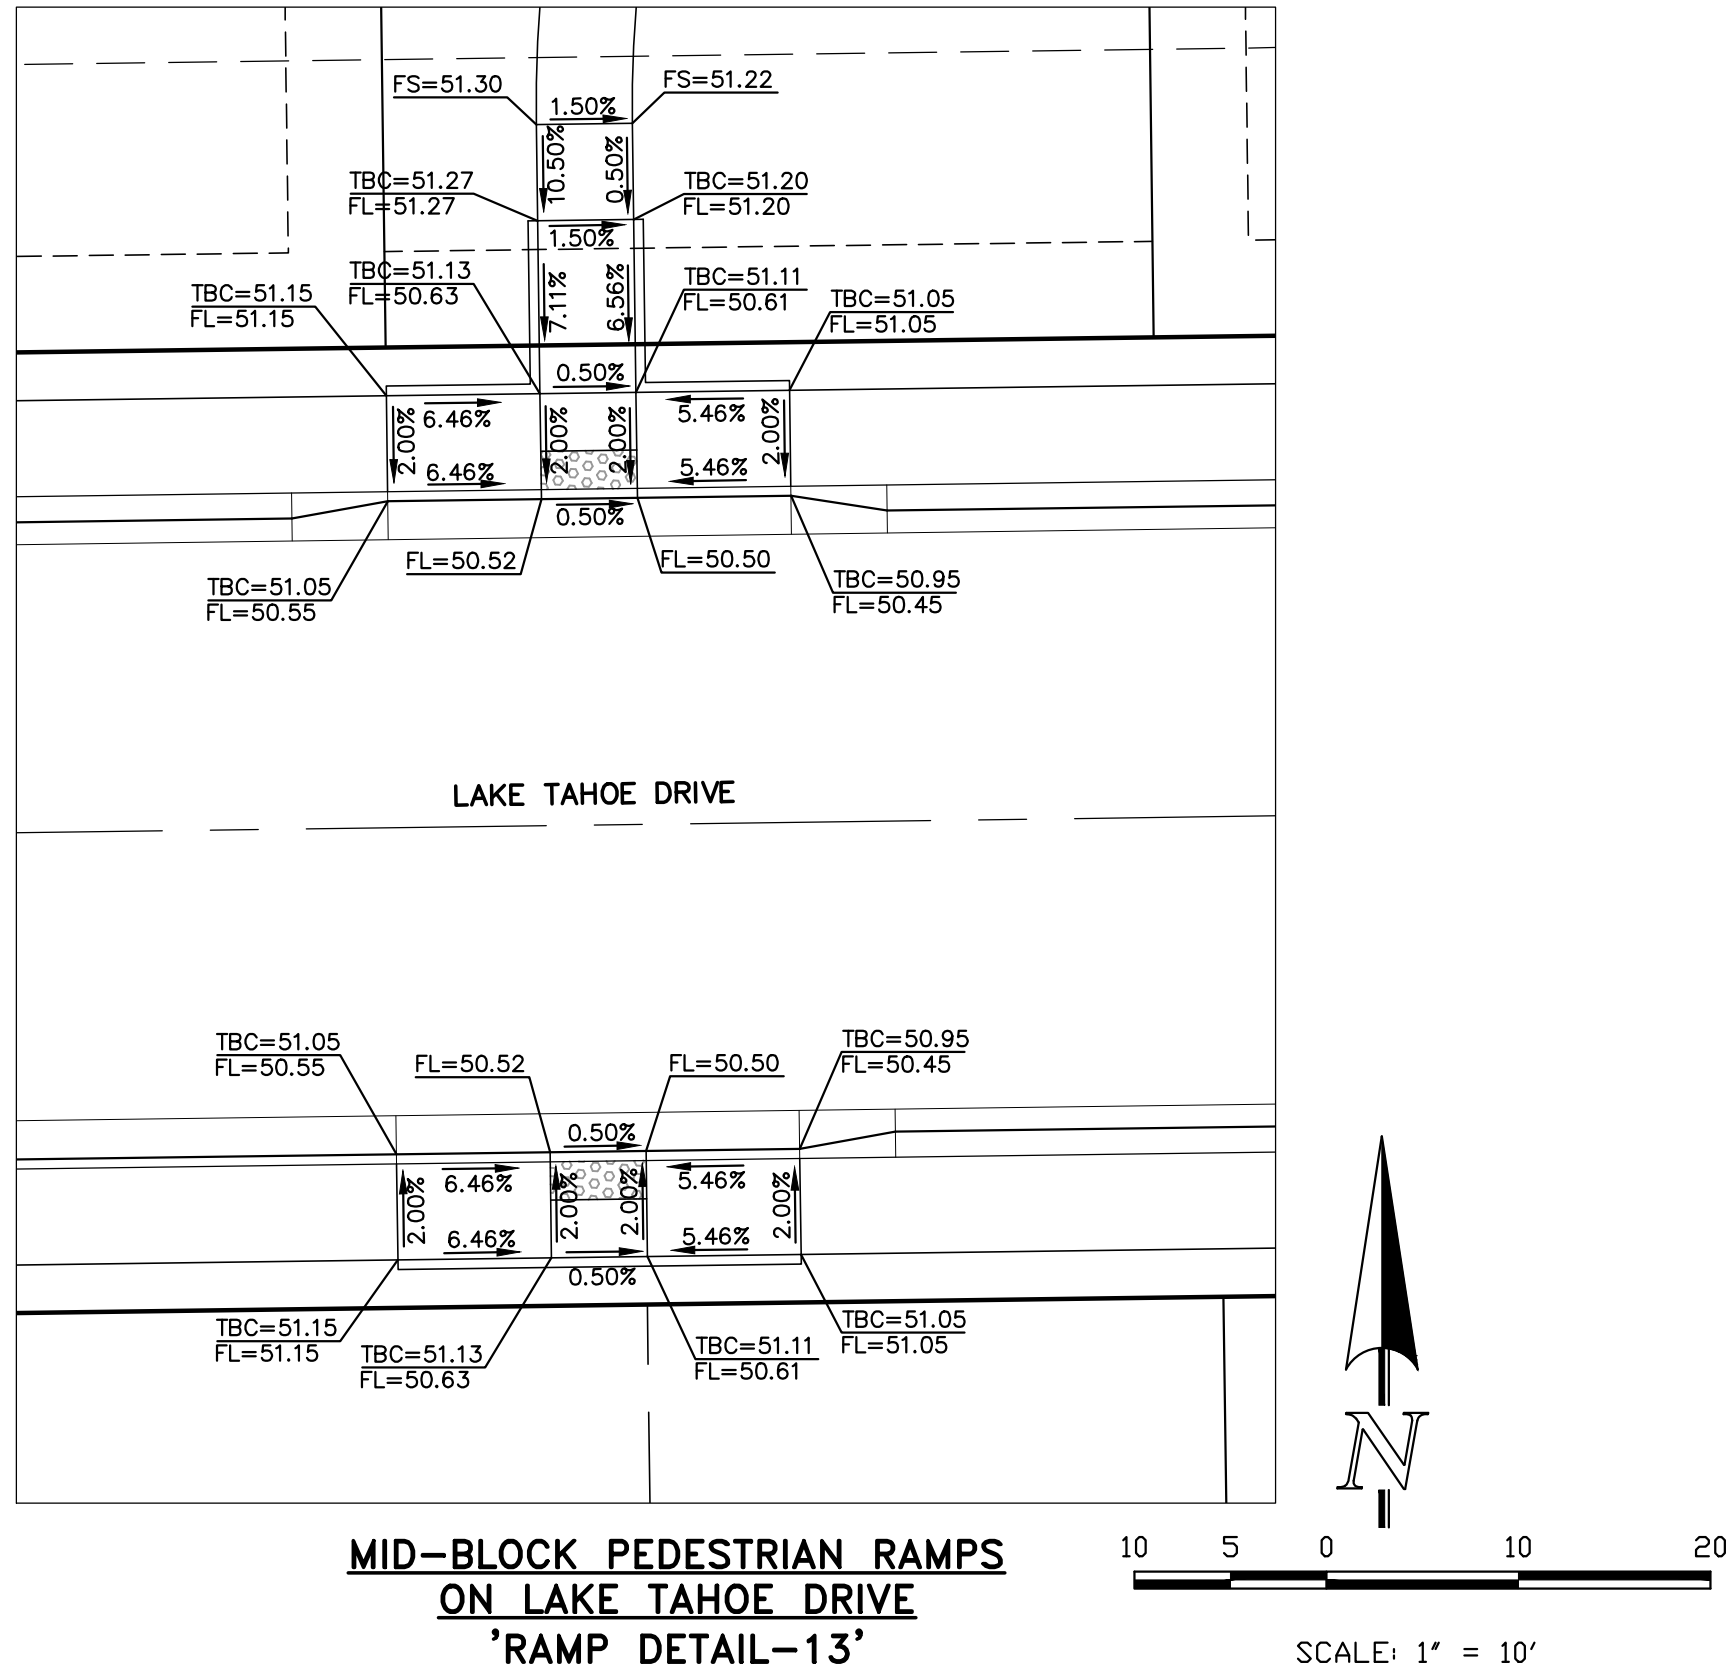 FS=51.30
FS=51.22
1.50%
10.50%
0.50%
TBC=51.27
FL=51.27
TBC=51.20
FL=51.20
1.50%
TBC=51.13
FL=50.63
TBC=51.11
FL=50.61
7.11%
6.56%
TBC=51.15
FL=51.15
TBC=51.05
FL=51.05
0.50%
6.46%
5.46%
2.00%
2.00%
2.00%
2.00%
6.46%
5.46%
0.50%
FL=50.52
FL=50.50
TBC=51.05
FL=50.55
TBC=50.95
FL=50.45
LAKE TAHOE DRIVE
TBC=51.05
FL=50.55
FL=50.52
FL=50.50
TBC=50.95
FL=50.45
0.50%
6.46%
5.46%
2.00%
2.00%
2.00%
2.00%
6.46%
5.46%
0.50%
TBC=51.15
FL=51.15
TBC=51.13
FL=50.63
TBC=51.11
FL=50.61
TBC=51.05
FL=51.05
N
MID-BLOCK PEDESTRIAN RAMPS
ON LAKE TAHOE DRIVE
'RAMP DETAIL-13'
10 5 0 10 20
SCALE: 1" = 10'